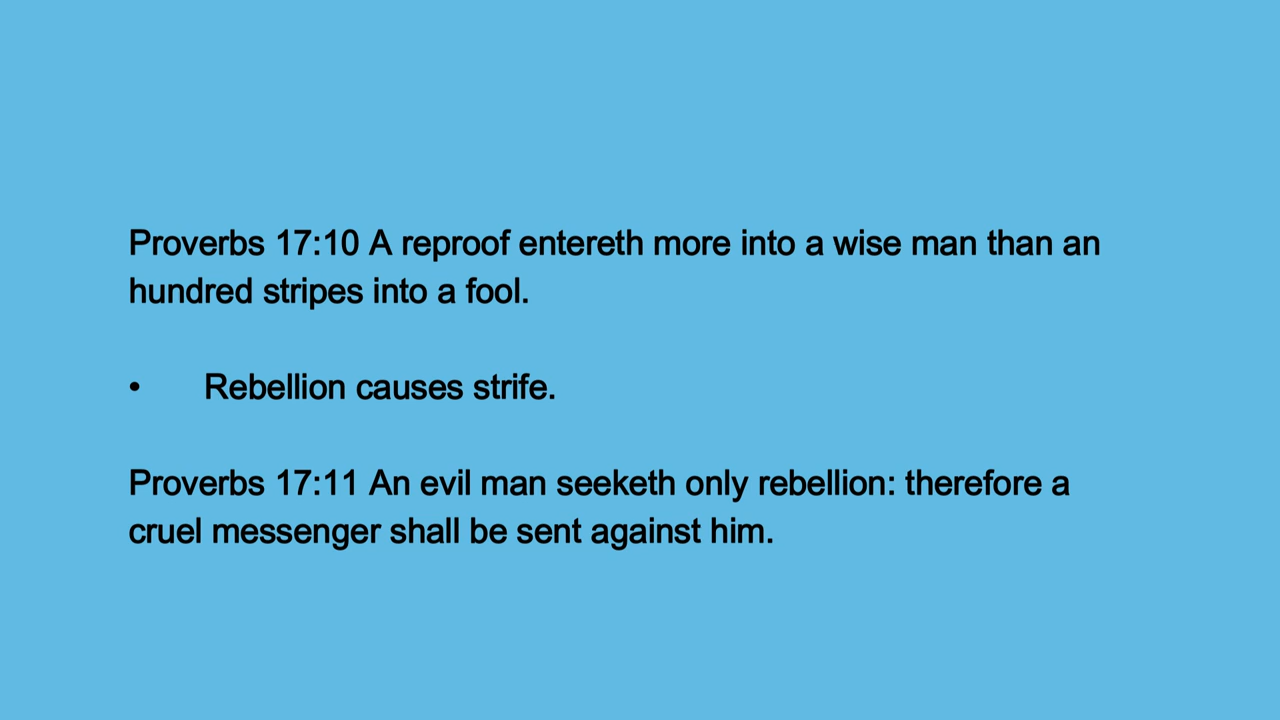 Proverbs 17:10 A reproof entereth more into a wise man than an
hundred stripes into a fool.
• Rebellion causes strife.
Proverbs 17:11 An evil man seeketh only rebellion: therefore a
cruel messenger shall be sent against him.